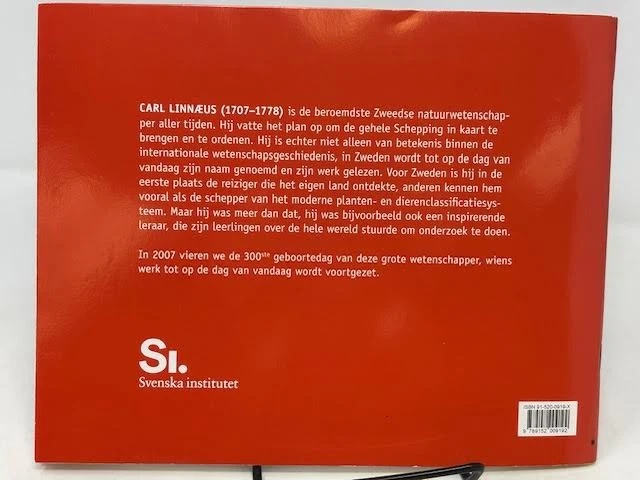 CARL LINNÆUS (1707–1778) is de beroemdste Zweedse natuurwetenschap-
per aller tijden. Hij vatte het plan op om de gehele Schepping in kaart te
brengen en te ordenen. Hij is echter niet alleen van betekenis binnen de
internationale wetenschapsgeschiedenis, in Zweden wordt tot op de dag van
vandaag zijn naam genoemd en zijn werk gelezen. Voor Zweden is hij in de
eerste plaats de reiziger die het eigen land ontdekte, anderen kennen hem
vooral als de schepper van het moderne planten- en dierenclassificatiesys-
teem. Maar hij was meer dan dat, hij was bijvoorbeeld ook een inspirerende
leraar, die zijn leerlingen over de hele wereld stuurde om onderzoek te doen.
In 2007 vieren we de 300ste geboortedag van deze grote wetenschapper, wiens
werk tot op de dag van vandaag wordt voortgezet.
SI.
Svenska institutet
ISBN 91-520-0919-X
9 789152 009192